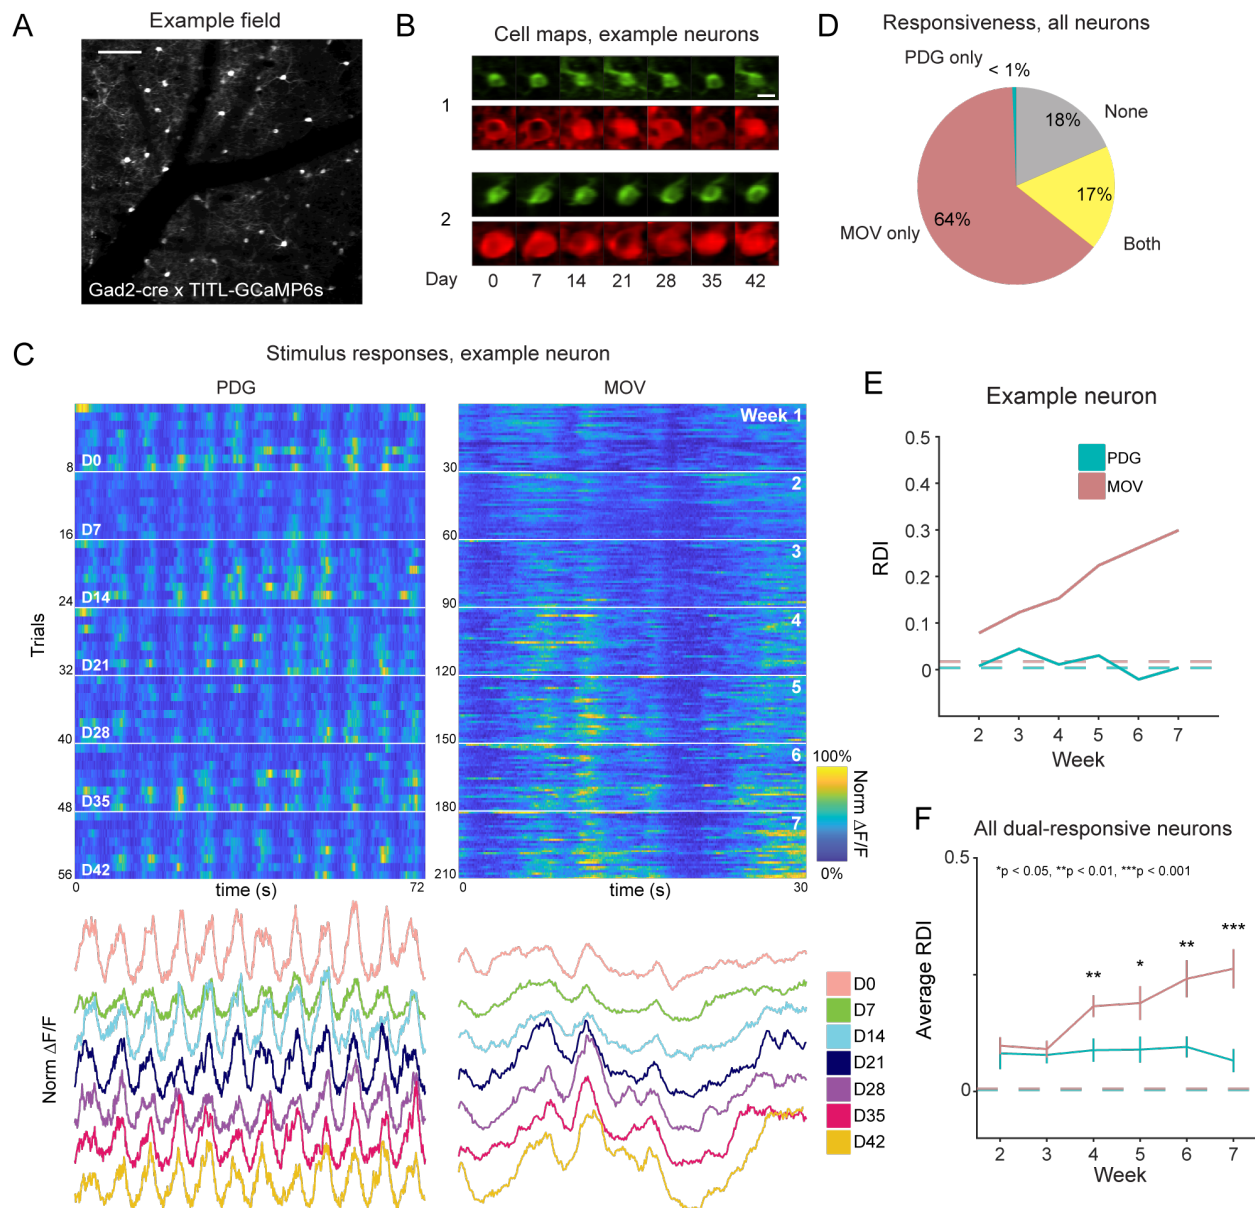 A
Example field
Gad2-cre x TITL-GCaMP6s
B
Cell maps, example neurons
1
2
Day 0 7 14 21 28 35 42
D
Responsiveness, all neurons
PDG only
< 1%
None
18%
17%
Both
64%
MOV only
C
Stimulus responses, example neuron
PDG
MOV
Trials
D0
8
D7
16
D14
24
D21
32
D28
40
D35
48
D42
56
0
time (s)
72
Week 1
30
2
60
3
90
4
120
5
150
6
180
7
210
0
time (s)
30
100%
Norm ΔF/F
0%
Norm ΔF/F
D0
D7
D14
D21
D28
D35
D42
E
Example neuron
PDG
MOV
RDI
0.5
0.4
0.3
0.2
0.1
0
2 3 4 5 6 7
Week
F
All dual-responsive neurons
*p < 0.05, **p < 0.01, ***p < 0.001
Average RDI
0.5
0
**
*
**
***
2 3 4 5 6 7
Week